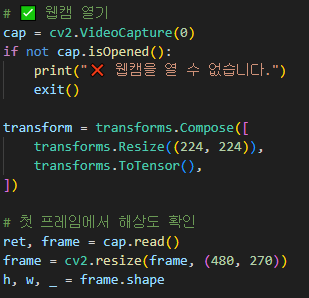 # ✅ 웹캠 열기
cap = cv2.VideoCapture(0)
if not cap.isOpened():
    print("❌ 웹캠을 열 수 없습니다.")
    exit()

transform = transforms.Compose([
    transforms.Resize((224, 224)),
    transforms.ToTensor(),
])

# 첫 프레임에서 해상도 확인
ret, frame = cap.read()
frame = cv2.resize(frame, (480, 270))
h, w, _ = frame.shape